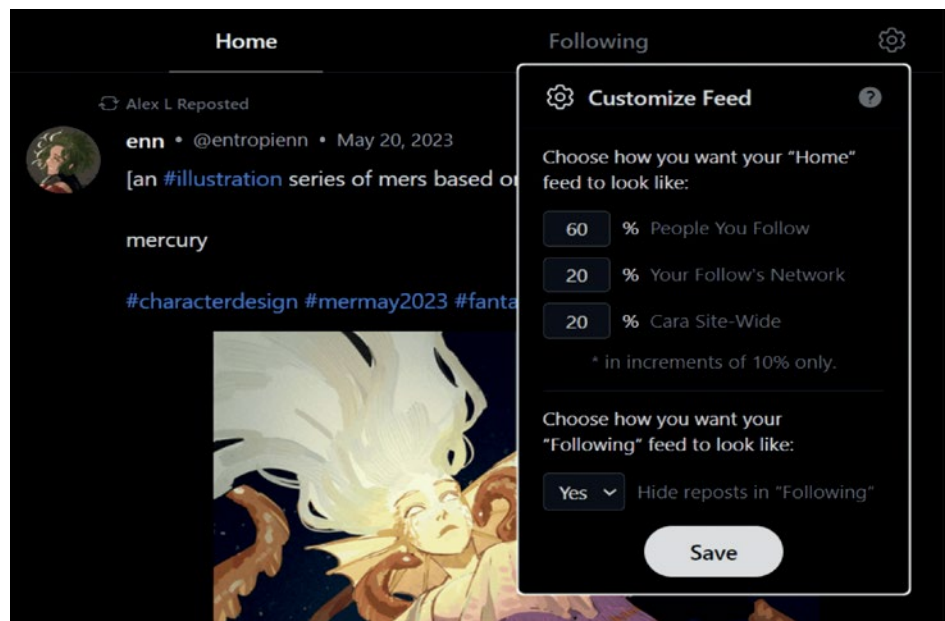 Home
Following
Alex L Reposted
enn • @entropienn • May 20, 2023
[an #illustration series of mers based
mercury
#characterdesign #mermay2023
Customize Feed
?
Choose how you want your “Home”
feed to look like:
60 % People You Follow
20 % Your Follow's Network
20 % Cara Site-Wide
* in increments of 10% only.
Choose how you want your
“Following” feed to look like:
Yes Hide reposts in “Following”
Save